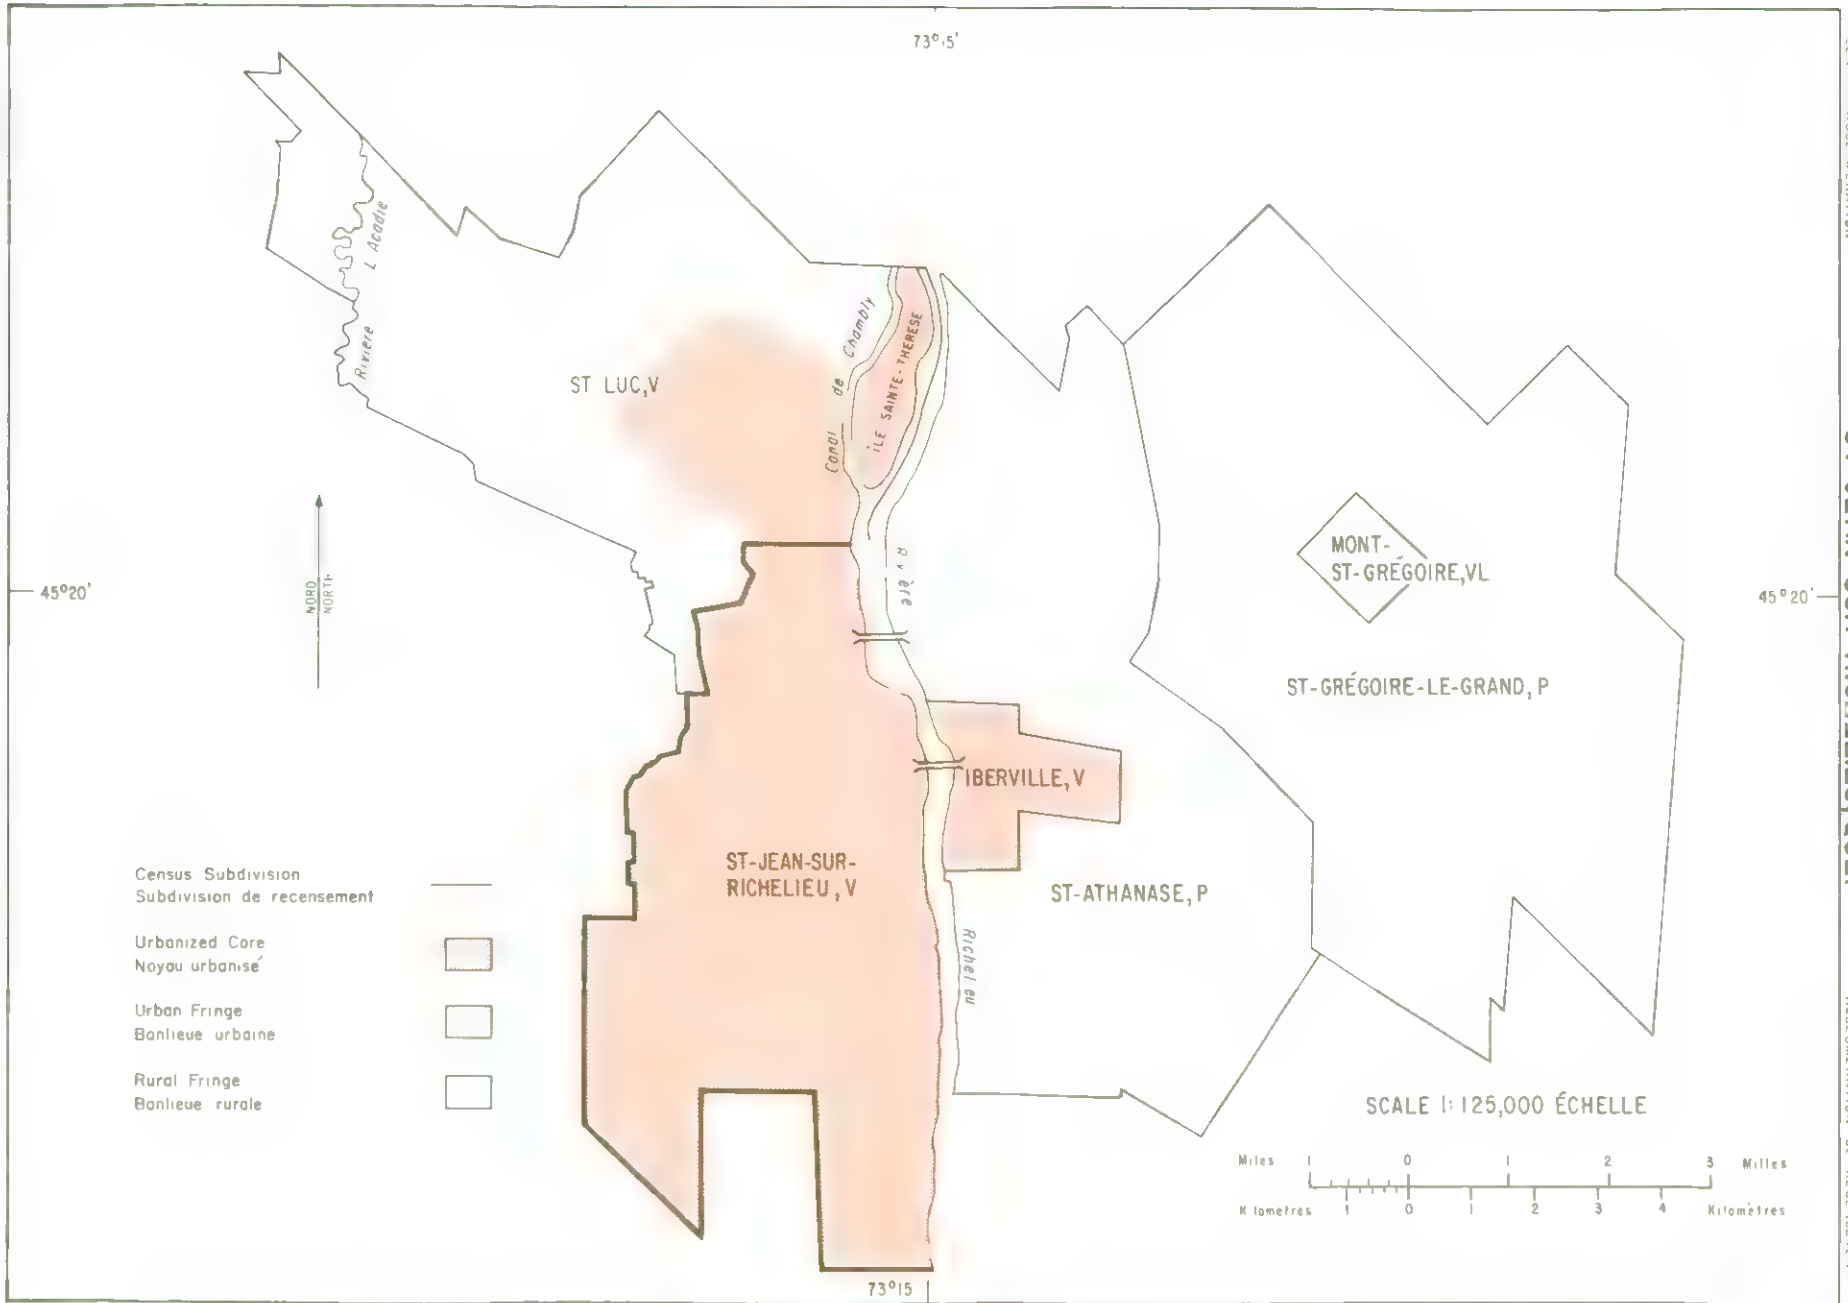 73°15'
Rivière
L'Acadie
Canal de Chambly
ÎLE SAINTE-THERESE
ST LUC, V
NORD
NORTH
45°20'
45°20'
MONT-
ST-GRÉGOIRE, VL
Rivière
ST-GRÉGOIRE-LE-GRAND, P
IBERVILLE, V
ST-JEAN-SUR-
RICHELIEU, V
ST-ATHANASE, P
Richelieu
Census Subdivision
Subdivision de recensement
Urbanized Core
Noyau urbanisé
Urban Fringe
Banlieue urbaine
Rural Fringe
Banlieue rurale
SCALE 1:125,000 ÉCHELLE
Miles 1 0 1 2 3 Milles
Kilometres 1 0 1 2 3 4 Kilomètres
73°15